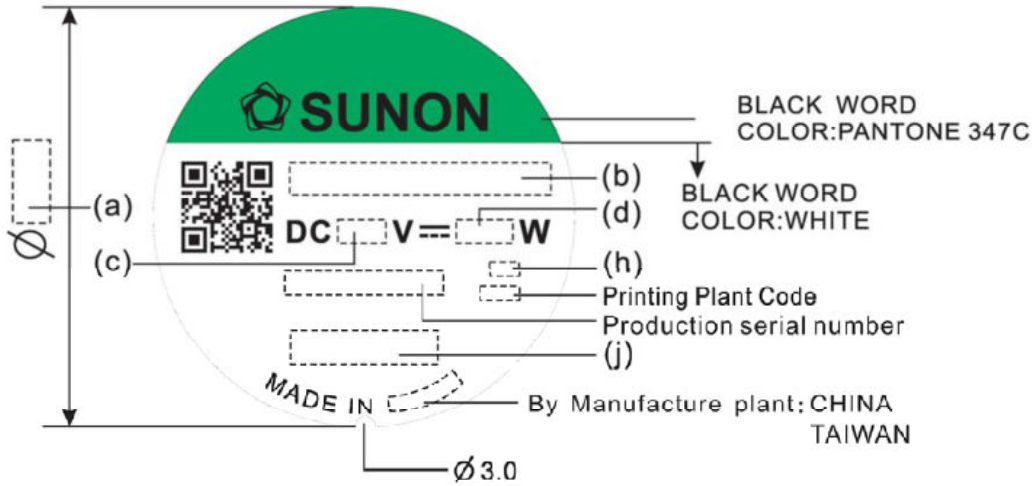 SUNON
BLACK WORD
COLOR:PANTONE 347C
(b)
BLACK WORD
COLOR:WHITE
(a)
Ø
(d)
DC V⎓ W
(c)
(h)
Printing Plant Code
Production serial number
(j)
MADE IN
By Manufacture plant: CHINA
TAIWAN
Ø3.0